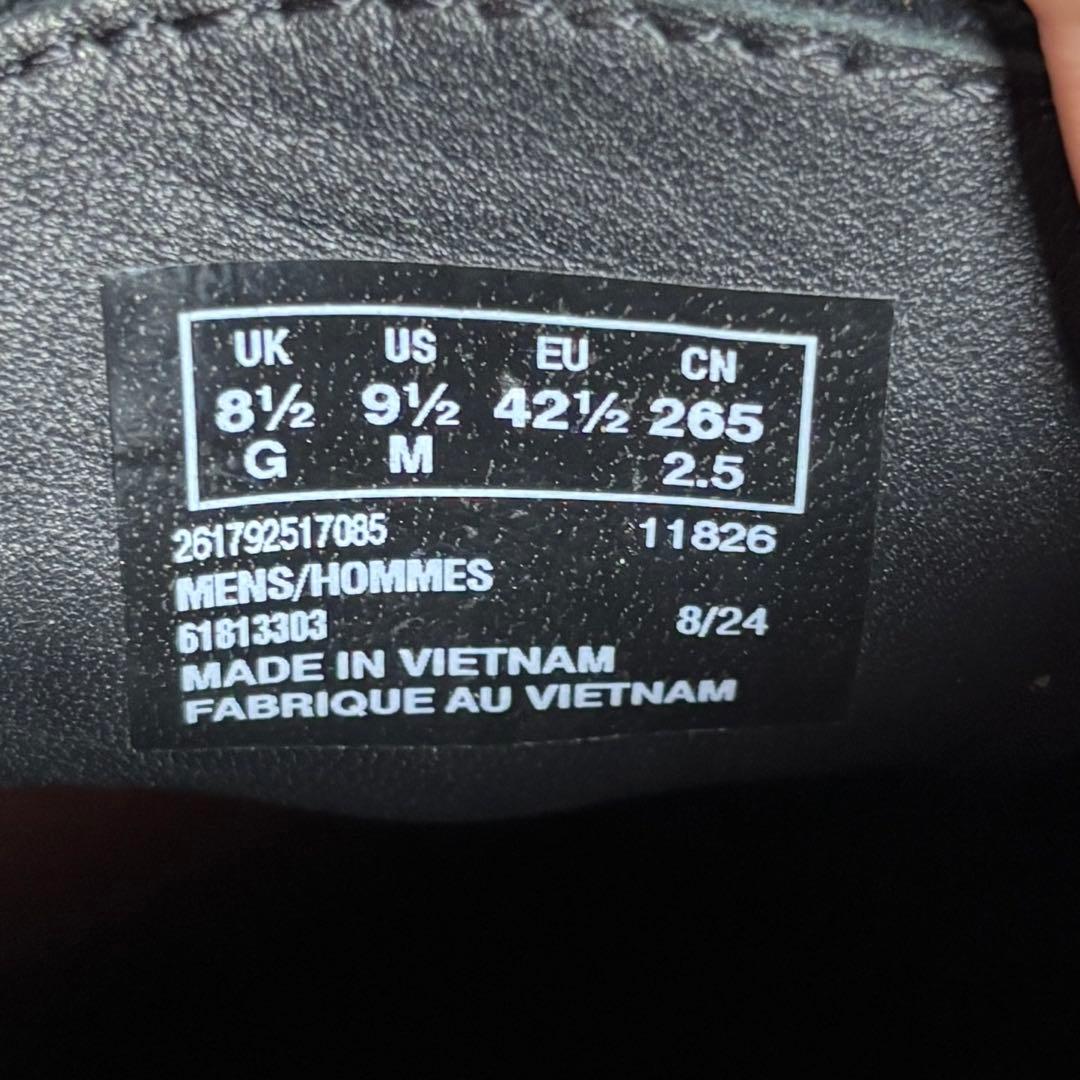 UK US EU CN
8½ 9½ 42½ 265
G M 2.5
261792517085 11826
MENS/HOMMES
61813303 8/24
MADE IN VIETNAM
FABRIQUE AU VIETNAM